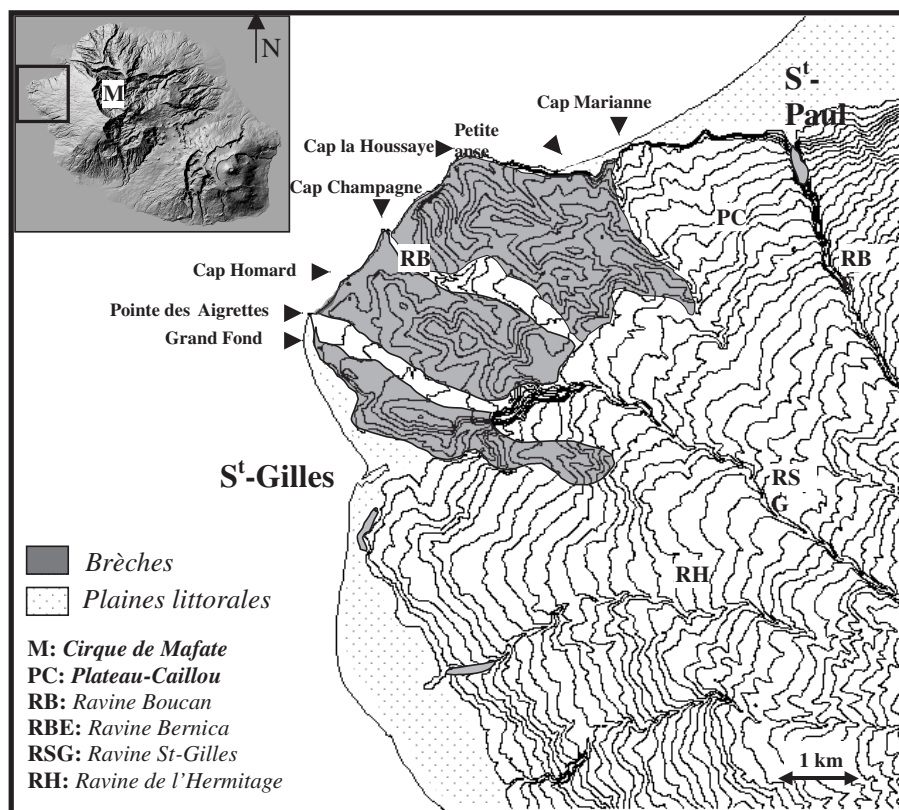 N
M
S^t-
Paul
Cap Marianne
Petite
anse
Cap la Houssaye
Cap Champagne
PC
RB
RB
Cap Homard
Pointe des Aigrettes
Grand Fond
S^t-Gilles
RS
G
RH
Brèches
Plaines littorales
M: Cirque de Mafate
PC: Plateau-Caillou
RB: Ravine Boucan
RBE: Ravine Bernica
RSG: Ravine St-Gilles
RH: Ravine de l'Hermitage
1 km